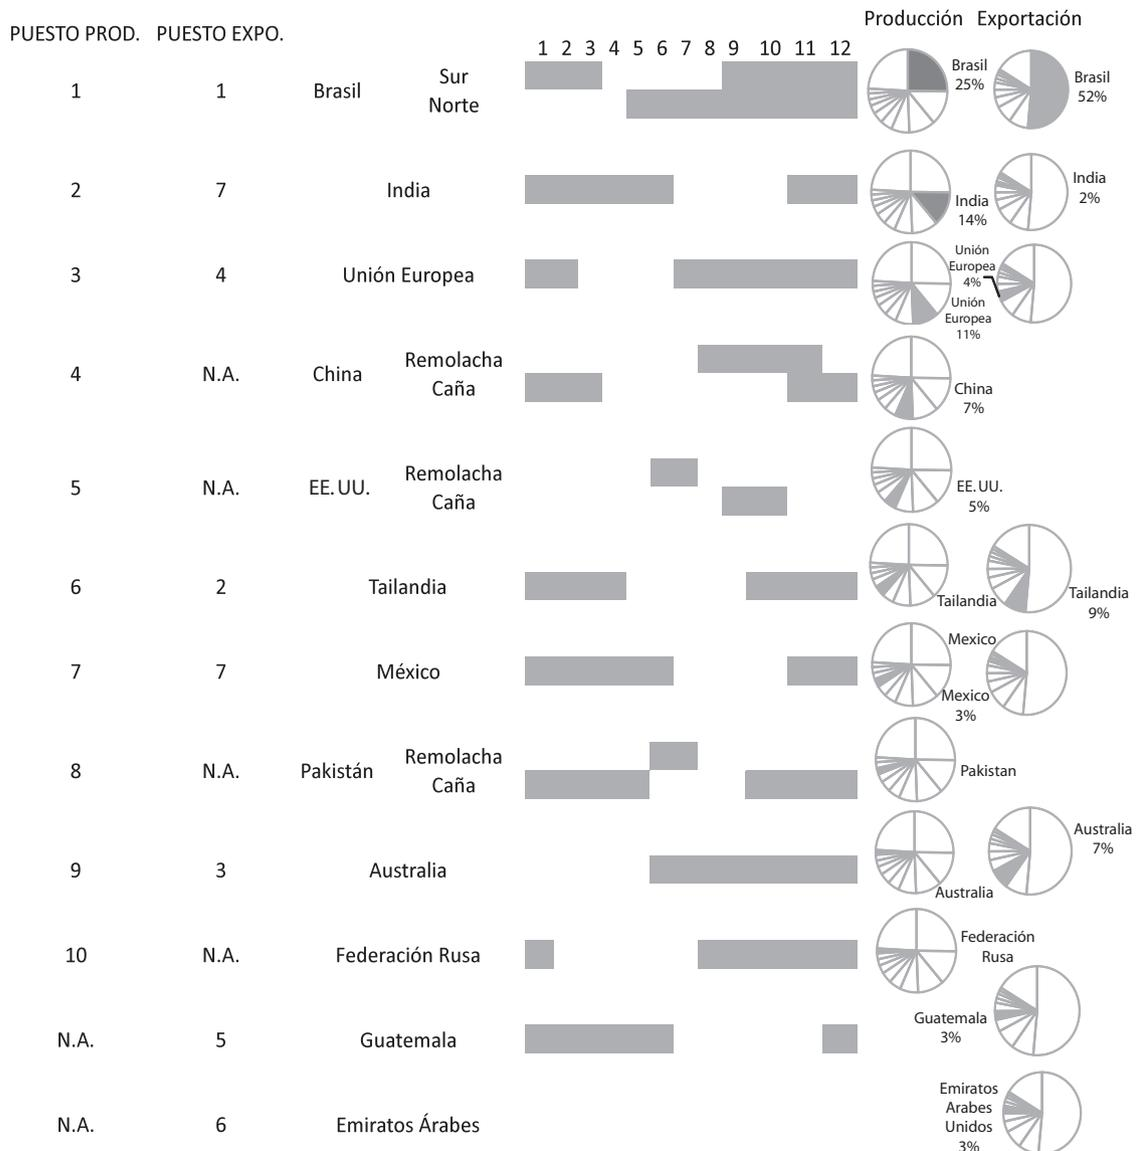 Producción Exportación
PUESTO PROD. PUESTO EXPO.
1 2 3 4 5 6 7 8 9 10 11 12
1 1 Brasil Sur
Norte
Brasil
25%
Brasil
52%
2 7 India
India
14%
India
2%
3 4 Unión Europea
Unión
Europea
4%
Unión
Europea
11%
4 N.A. China Remolacha
Caña
China
7%
5 N.A. EE.UU. Remolacha
Caña
EE.UU.
5%
6 2 Tailandia
Tailandia
Tailandia
9%
7 7 México
Mexico
Mexico
3%
8 N.A. Pakistán Remolacha
Caña
Pakistan
9 3 Australia
Australia
Australia
7%
10 N.A. Federación Rusa
Federación
Rusa
N.A. 5 Guatemala
Guatemala
3%
N.A. 6 Emiratos Árabes
Emiratos
Arabes
Unidos
3%